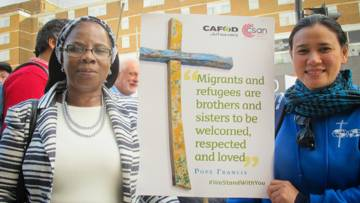 CAFOD
csan
“Migrants and
refugees are
brothers and
sisters to be
welcomed,
respected
and loved”
POPE FRANCIS
#WeStandWithYou